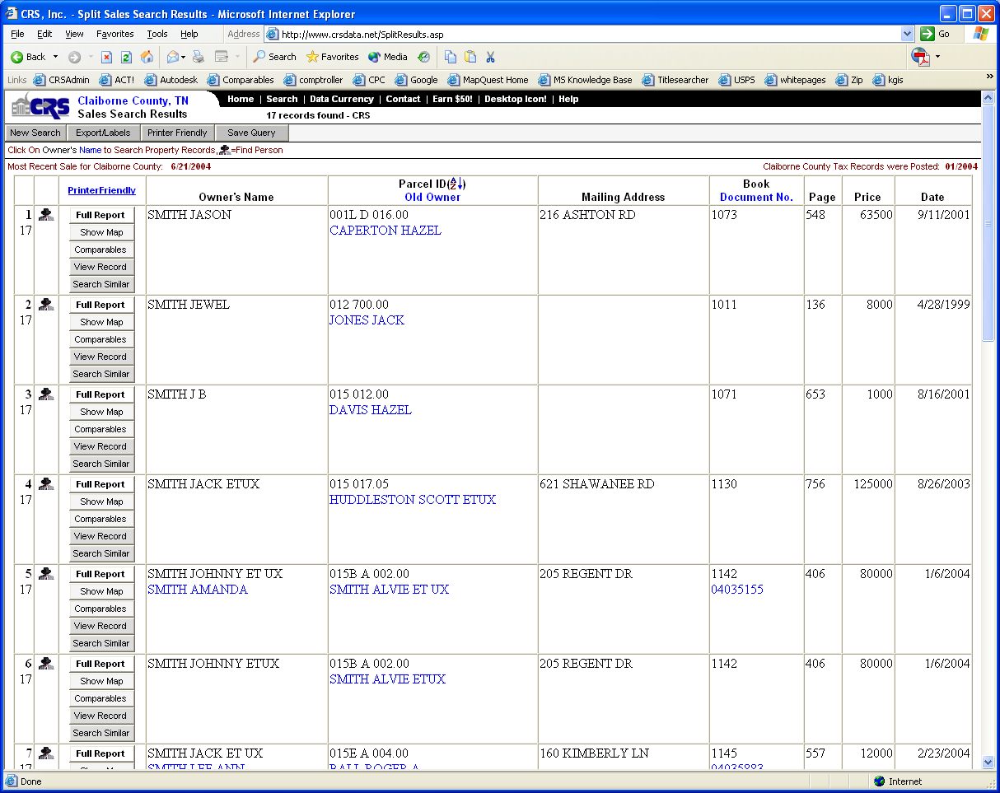 CRS, Inc. - Split Sales Search Results - Microsoft Internet Explorer
File Edit View Favorites Tools Help Address http://www.crsdata.net/SplitResults.asp Go
Back Search Favorites Media
Links CRSAdmin ACT! Autodesk Comparables comptroller CPC Google MapQuest Home MS Knowledge Base Titlesearcher USPS whitepages Zip kgis »
CRS Claiborne County, TN Home | Search | Data Currency | Contact | Earn $50! | Desktop Icon! | Help
Sales Search Results 17 records found - CRS
New Search Export/Labels Printer Friendly Save Query
Click On Owner's Name to Search Property Records, =Find Person
Most Recent Sale for Claiborne County: 6/21/2004 Claiborne County Tax Records were Posted: 01/2004
PrinterFriendly Owner's Name Parcel ID(AZ) Mailing Address Book Page Price Date
Old Owner Document No.
1 Full Report SMITH JASON 001L D 016.00 216 ASHTON RD 1073 548 63500 9/11/2001
17 Show Map CAPERTON HAZEL
Comparables
View Record
Search Similar
2 Full Report SMITH JEWEL 012 700.00 1011 136 8000 4/28/1999
17 Show Map JONES JACK
Comparables
View Record
Search Similar
3 Full Report SMITH J B 015 012.00 1071 653 1000 8/16/2001
17 Show Map DAVIS HAZEL
Comparables
View Record
Search Similar
4 Full Report SMITH JACK ETUX 015 017.05 621 SHAWANEE RD 1130 756 125000 8/26/2003
17 Show Map HUDDLESTON SCOTT ETUX
Comparables
View Record
Search Similar
5 Full Report SMITH JOHNNY ET UX 015B A 002.00 205 REGENT DR 1142 406 80000 1/6/2004
17 Show Map SMITH AMANDA SMITH ALVIE ET UX 04035155
Comparables
View Record
Search Similar
6 Full Report SMITH JOHNNY ETUX 015B A 002.00 205 REGENT DR 1142 406 80000 1/6/2004
17 Show Map SMITH ALVIE ETUX
Comparables
View Record
Search Similar
7 Full Report SMITH JACK ET UX 015E A 004.00 160 KIMBERLY LN 1145 557 12000 2/23/2004
17 Show Map SMITH LEE ANN BALL ROGER A 04035883
Done Internet